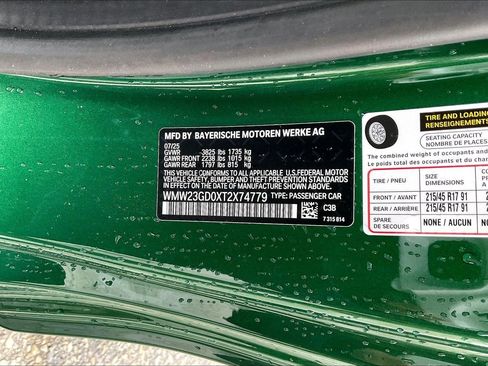 MFD BY BAYERISCHE MOTOREN WERKE AG
07/25
GVWR 3825 lbs 1735 kg
GAWR FRONT 2238 lbs 1015 kg
GAWR REAR 1797 lbs 815 kg
THIS VEHICLE CONFORMS TO ALL
APPLICABLE U.S. FEDERAL MOTOR
VEHICLE SAFETY, BUMPER, AND
THEFT PREVENTION STANDARDS
IN EFFECT ON THE DATE OF
MANUFACTURE SHOWN ABOVE.
WMW23GD0XT2X74779 TYPE: PASSENGER CAR
C3B
7 315 814
TIRE AND LOADING
RENSEIGNEMENTS
SEATING CAPACITY
NOMBRE DE PLACES
The combined weight of occupants and
Le poids total des occupants et
TIRE / PNEU SIZE DIMENSIONS
FRONT / AVANT 215/45 R17 91
REAR / ARRIÈRE 215/45 R17 91
SPARE DE SECOURS NONE / AUCUN NONE